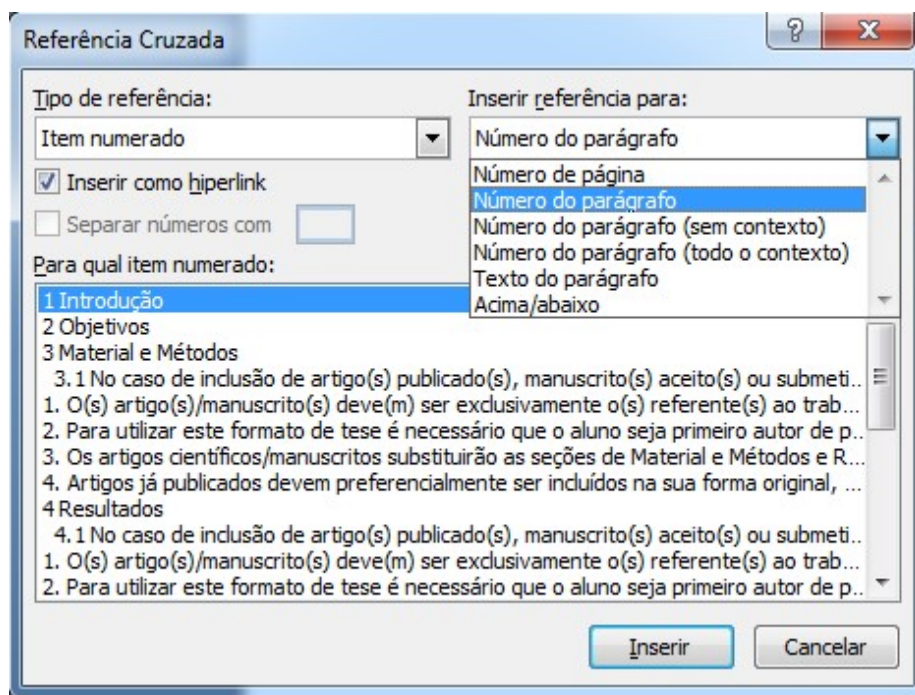 Referência Cruzada
Tipo de referência:
Inserir referência para:
Item numerado
Número do parágrafo
Inserir como hiperlink
Separar números com
Número de página
Número do parágrafo
Número do parágrafo (sem contexto)
Número do parágrafo (todo o contexto)
Texto do parágrafo
Acima/abaixo
Para qual item numerado:
1 Introdução
2 Objetivos
3 Material e Métodos
3.1 No caso de inclusão de artigo(s) publicado(s), manuscrito(s) aceito(s) ou submeti..
1. O(s) artigo(s)/manuscrito(s) deve(m) ser exclusivamente o(s) referente(s) ao trab...
2. Para utilizar este formato de tese é necessário que o aluno seja primeiro autor de p..
3. Os artigos científicos/manuscritos substituirão as seções de Material e Métodos e R...
4. Artigos já publicados devem preferencialmente ser incluídos na sua forma original, ...
4 Resultados
4.1 No caso de inclusão de artigo(s) publicado(s), manuscrito(s) aceito(s) ou submeti..
1. O(s) artigo(s)/manuscrito(s) deve(m) ser exclusivamente o(s) referente(s) ao trab...
2. Para utilizar este formato de tese é necessário que o aluno seja primeiro autor de p..
Inserir
Cancelar